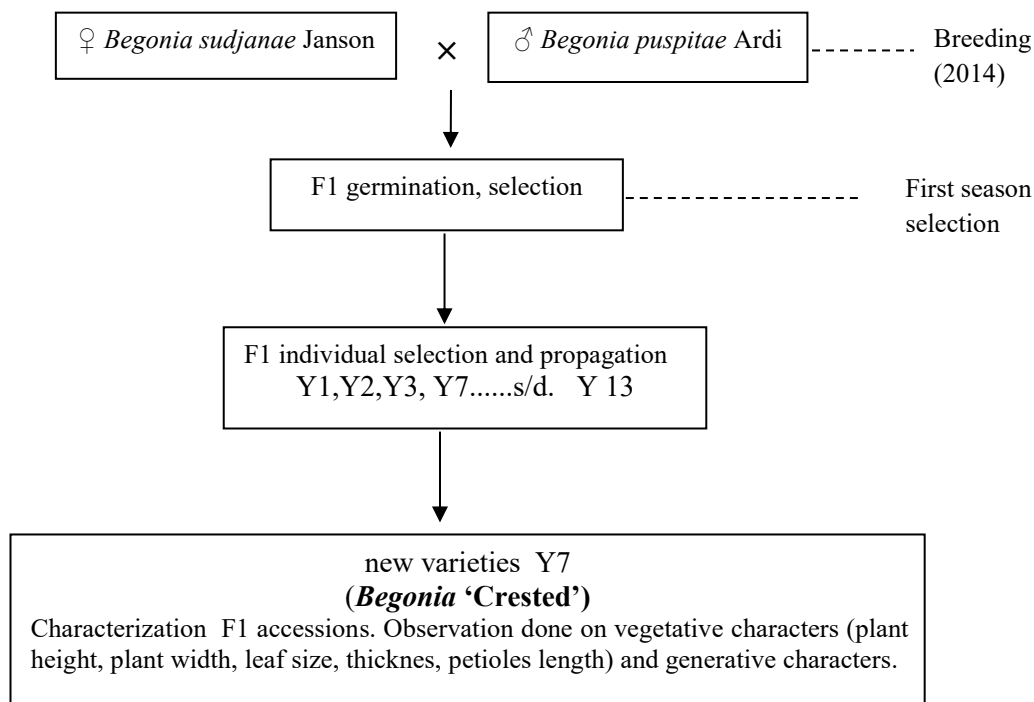 ♀ Begonia sudjanae Janson
×
♂ Begonia puspitae Ardi
Breeding
(2014)
F1 germination, selection
First season
selection
F1 individual selection and propagation
Y1,Y2,Y3, Y7......s/d. Y 13
new varieties Y7
(Begonia ‘Crested’)
Characterization F1 accessions. Observation done on vegetative characters (plant
height, plant width, leaf size, thicknes, petioles length) and generative characters.